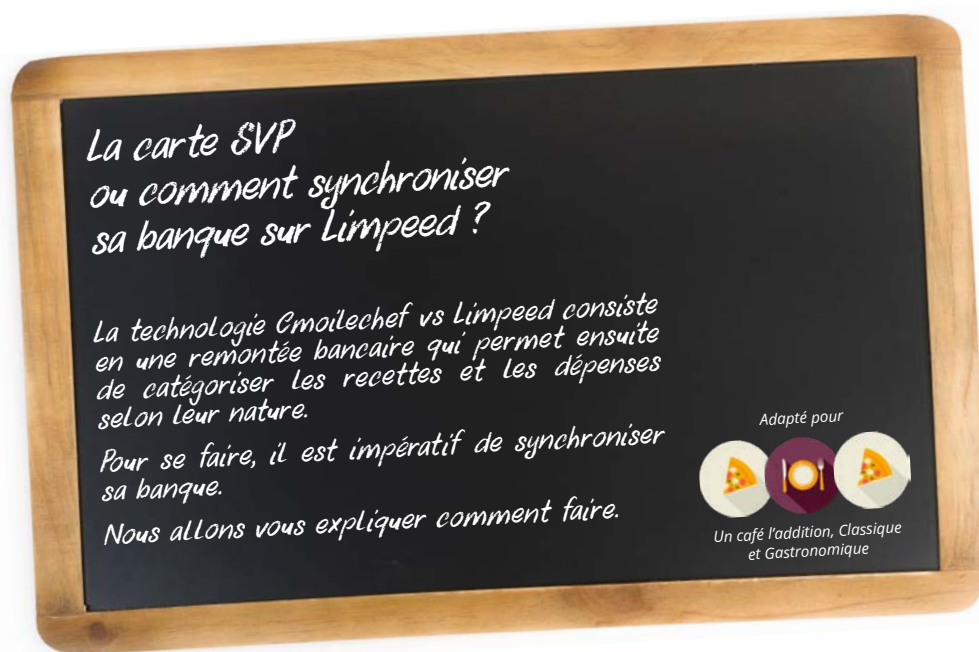 La carte SVP
ou comment synchroniser
sa banque sur Limpeed ?
La technologie Cmoilechef vs Limpeed consiste
en une remontée bancaire qui permet ensuite
de catégoriser les recettes et les dépenses
selon leur nature.
Pour se faire, il est impératif de synchroniser
sa banque.
Nous allons vous expliquer comment faire.
Adapté pour
Un café l'addition, Classique
et Gastronomique